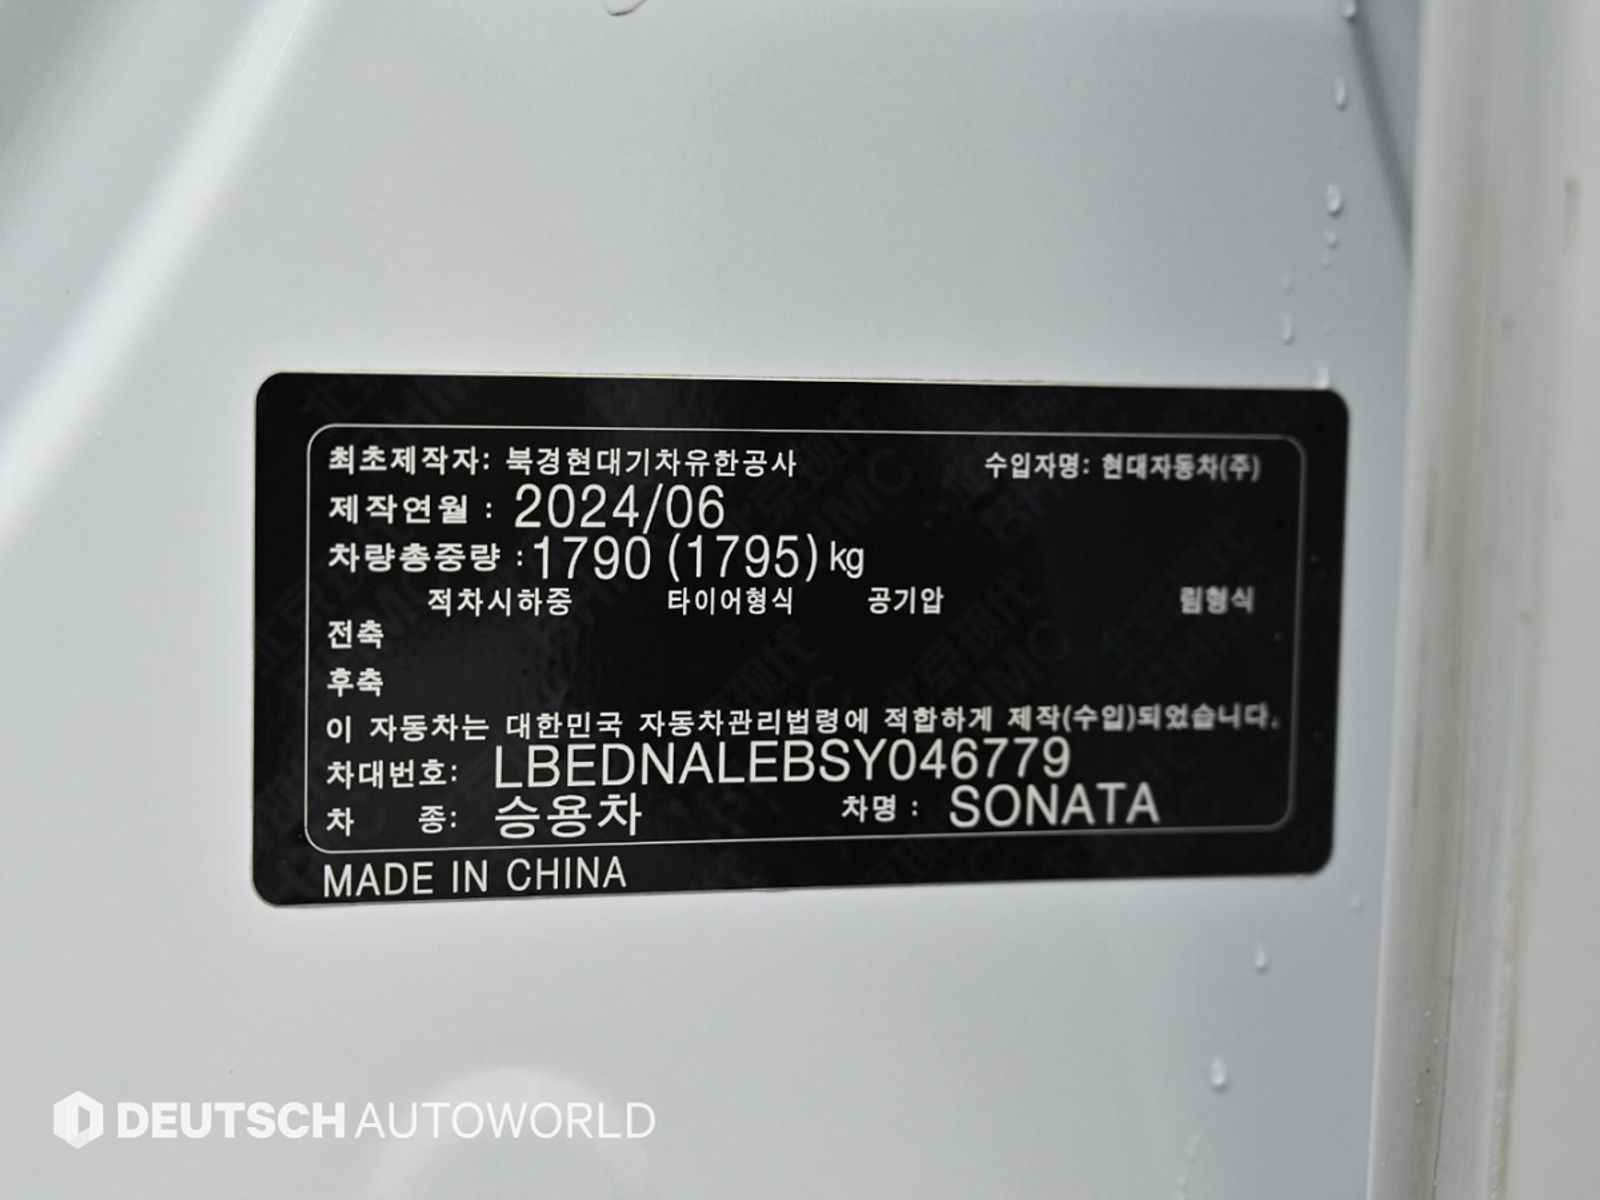 최초제작자: 북경현대기차유한공사 수입자명: 현대자동차(주)
제작연월 : 2024/06
차량총중량 : 1790 (1795) kg
적차시하중 타이어형식 공기압 림형식
전축
후축
이 자동차는 대한민국 자동차관리법령에 적합하게 제작(수입)되었습니다.
차대번호: LBEDNALEBSY046779
차 종: 승용차 차명 : SONATA
MADE IN CHINA
DEUTSCH AUTOWORLD